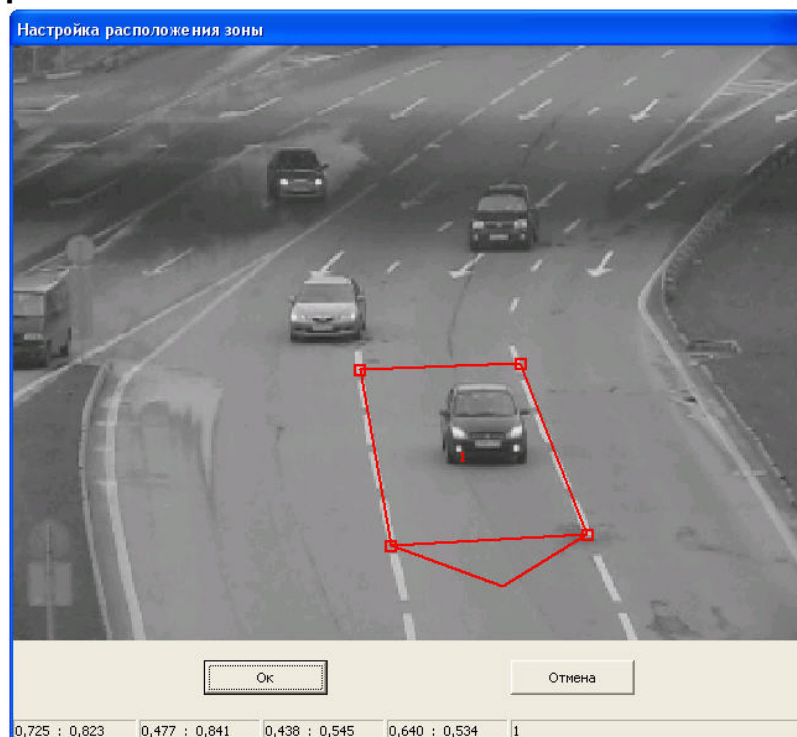 Настройка расположения зоны
1
Ок
Отмена
0,725 : 0,823 0,477 : 0,841 0,438 : 0,545 0,640 : 0,534 1